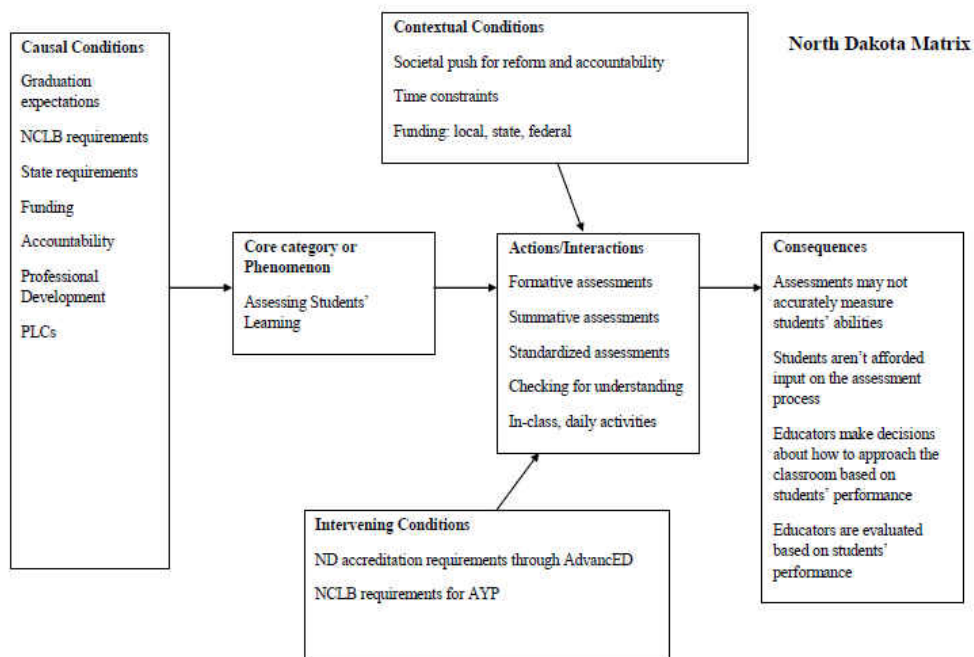 North Dakota Matrix
Causal Conditions
Graduation
expectations
NCLB requirements
State requirements
Funding
Accountability
Professional
Development
PLCs
Core category or
Phenomenon
Assessing Students’
Learning
Contextual Conditions
Societal push for reform and accountability
Time constraints
Funding: local, state, federal
Actions/Interactions
Formative assessments
Summative assessments
Standardized assessments
Checking for understanding
In-class, daily activities
Intervening Conditions
ND accreditation requirements through AdvancED
NCLB requirements for AYP
Consequences
Assessments may not
accurately measure
students’ abilities
Students aren’t afforded
input on the assessment
process
Educators make decisions
about how to approach the
classroom based on
students’ performance
Educators are evaluated
based on students’
performance